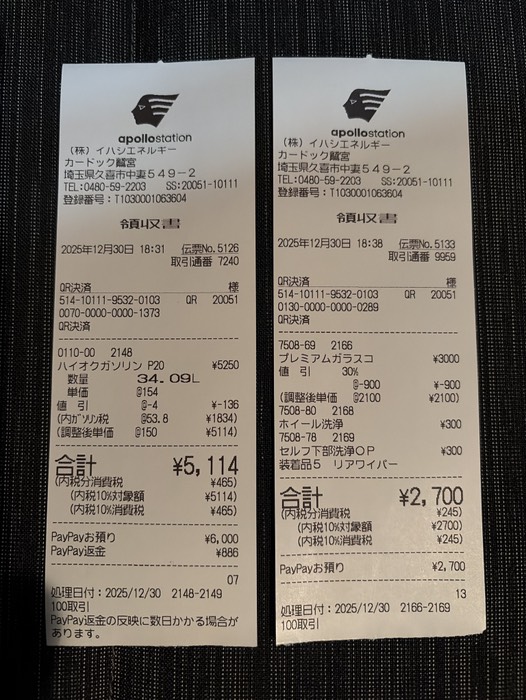 apollostation
(株)イハシエネルギー
カードック鷲宮
埼玉県久喜市中妻549-2
TEL:0480-59-2203 SS:20051-10111
登録番号:T1030001063604
領収書
2025年12月30日 18:31 伝票No.5126
取引通番 7240
QR決済 様
514-10111-9532-0103 QR 20051
0070-0000-0000-1373
QR決済
0110-00 2148
ハイオクガソリン P20 ¥5250
数量 34.09L
単価 @154
値 引 @-4 ¥-136
(内ガソリン税 @53.8 ¥1834)
(調整後単価 @150 ¥5114)
合計 ¥5,114
(内税分消費税 ¥465)
(内税10%対象額 ¥5114)
(内税10%消費税 ¥465)
PayPayお預り ¥6,000
PayPay返金 ¥886
07
処理日付:2025/12/30 2148-2149
100取引
PayPay返金の反映に数日かかる場合が
あります。
apollostation
(株)イハシエネルギー
カードック鷲宮
埼玉県久喜市中妻549-2
TEL:0480-59-2203 SS:20051-10111
登録番号:T1030001063604
領収書
2025年12月30日 18:38 伝票No.5133
取引通番 9959
QR決済 様
514-10111-9532-0103 QR 20051
0130-0000-0000-0289
QR決済
7508-69 2166
プレミアムガラスコ ¥3000
値 引 30%
@-900 ¥-900
(調整後単価 @2100 ¥2100)
7508-80 2168
ホイール洗浄 ¥300
7508-78 2169
セルフ下部洗浄OP ¥300
装着品5 リアワイパー
合計 ¥2,700
(内税分消費税 ¥245)
(内税10%対象額 ¥2700)
(内税10%消費税 ¥245)
PayPayお預り ¥2,700
13
処理日付:2025/12/30 2166-2169
100取引